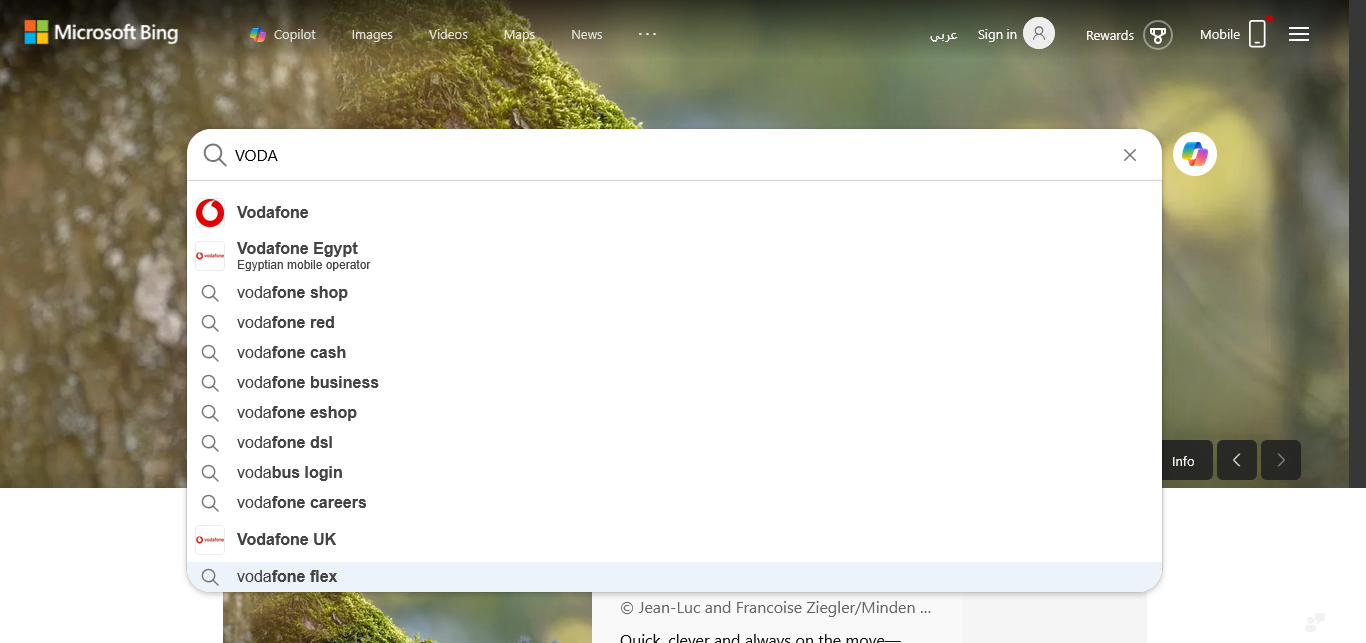 Microsoft Bing
Copilot
Images
Videos
Maps
News
عربي
Sign in
Rewards
Mobile
VODA
Vodafone
vodafone
Vodafone Egypt
Egyptian mobile operator
vodafone shop
vodafone red
vodafone cash
vodafone business
vodafone eshop
vodafone dsl
vodabus login
vodafone careers
vodafone
Vodafone UK
vodafone flex
Info
© Jean-Luc and Francoise Ziegler/Minden ...
Quick, clever and always on the move—